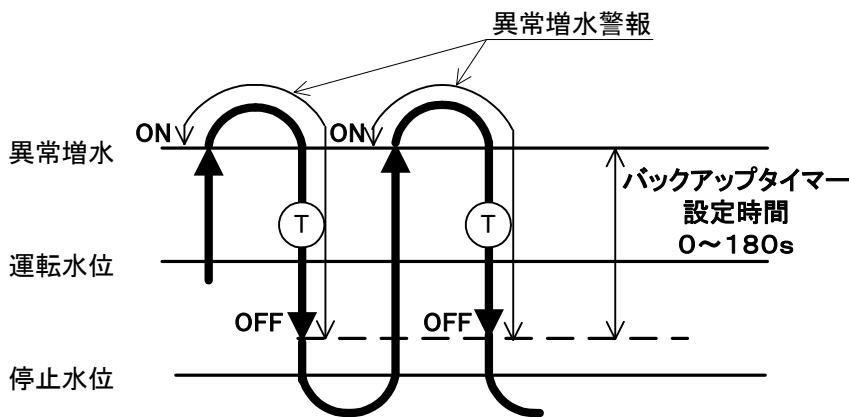 異常増水警報
ON
ON
異常増水
バックアップタイマー
設定時間
0～180s
T
T
運転水位
OFF
OFF
停止水位